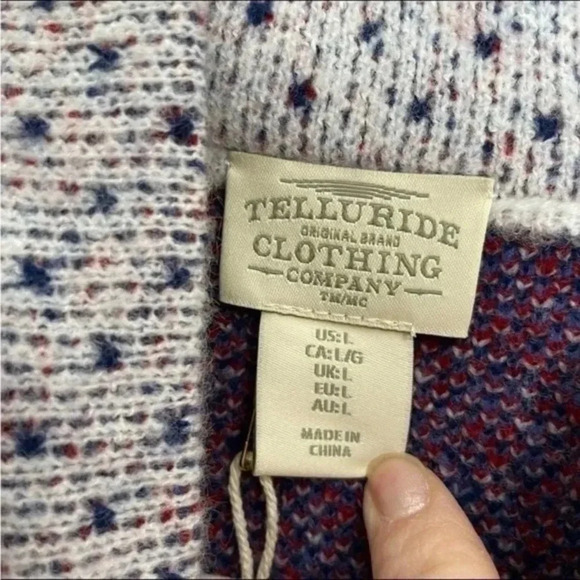 TELLURIDE
ORIGINAL BRAND
CLOTHING
COMPANY
TM/MC
US: L
CA: L/G
UK: L
EU: L
AU: L
MADE IN
CHINA